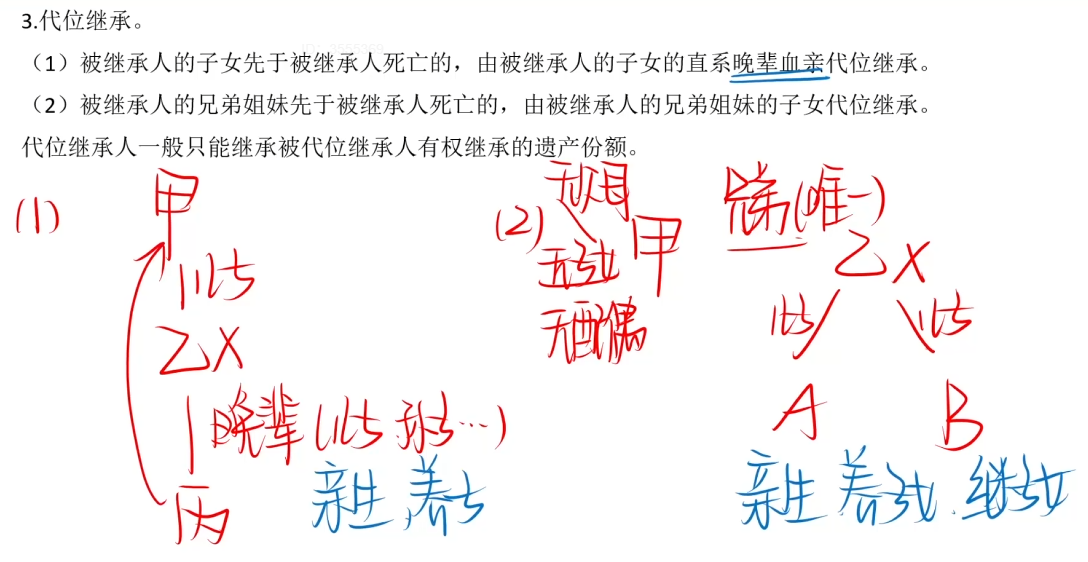 3.代位继承。
（1）被继承人的子女先于被继承人死亡的，由被继承人的子女的直系晚辈血亲代位继承。
（2）被继承人的兄弟姐妹先于被继承人死亡的，由被继承人的兄弟姐妹的子女代位继承。
代位继承人一般只能继承被代位继承人有权继承的遗产份额。
(1)
甲
儿子
乙 X
晚辈(儿子 孙子…)
丙
亲生,养子
(2)
无父母
无子女
无配偶
甲
兄弟(唯一)
乙 X
儿子
儿子
A
B
亲生 养子女.继子女